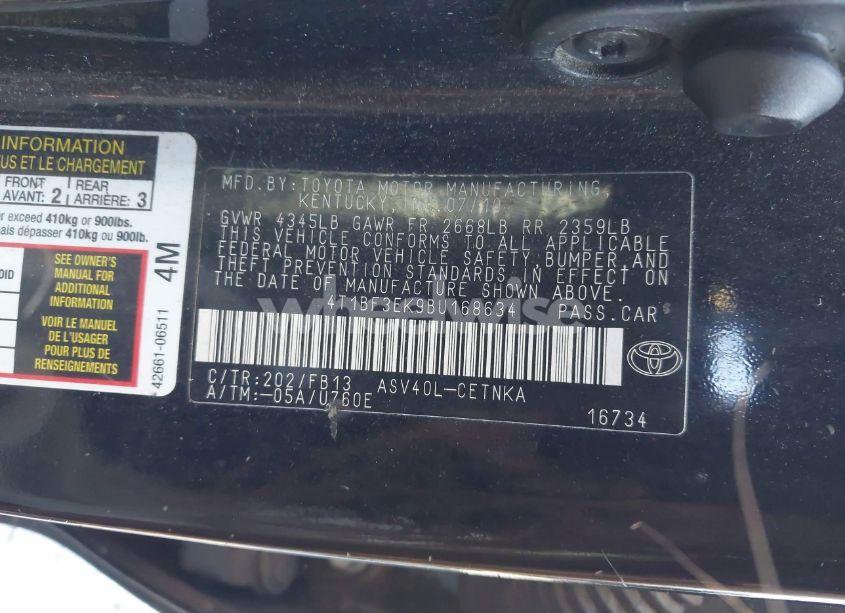 INFORMATION
US ET LE CHARGEMENT
FRONT AVANT: 2 REAR ARRIÈRE: 3
er exceed 410kg or 900lbs.
ais dépasser 410kg ou 900lb.
SEE OWNER'S
MANUAL FOR
ADDITIONAL
INFORMATION
VOIR LE MANUEL
DE L'USAGER
POUR PLUS DE
RENSEIGNEMENTS
4M
42661-06511
MFD.BY:TOYOTA MOTOR MANUFACTURING,
KENTUCKY, INC. 07/10
GVWR 4345LB GAWR FR 2668LB RR 2359LB
THIS VEHICLE CONFORMS TO ALL APPLICABLE
FEDERAL MOTOR VEHICLE SAFETY, BUMPER AND
THEFT PREVENTION STANDARDS IN EFFECT ON
THE DATE OF MANUFACTURE SHOWN ABOVE.
4T1BF3EK9BU168634 PASS.CAR
C/TR:202/FB13 ASV40L-CETNKA
A/TM:-05A/U760E
16734